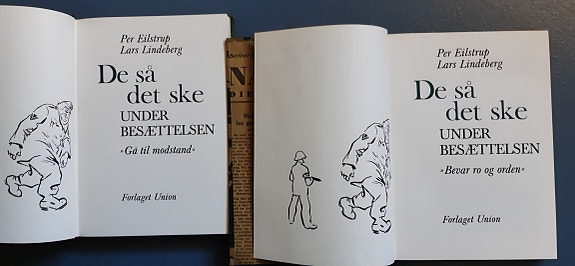 Per Eilstrup
Lars Lindeberg
De så
det ske
UNDER
BESÆTTELSEN
»Gå til modstand«
Forlaget Union
Per Eilstrup
Lars Lindeberg
De så
det ske
UNDER
BESÆTTELSEN
»Bevar ro og orden«
Forlaget Union